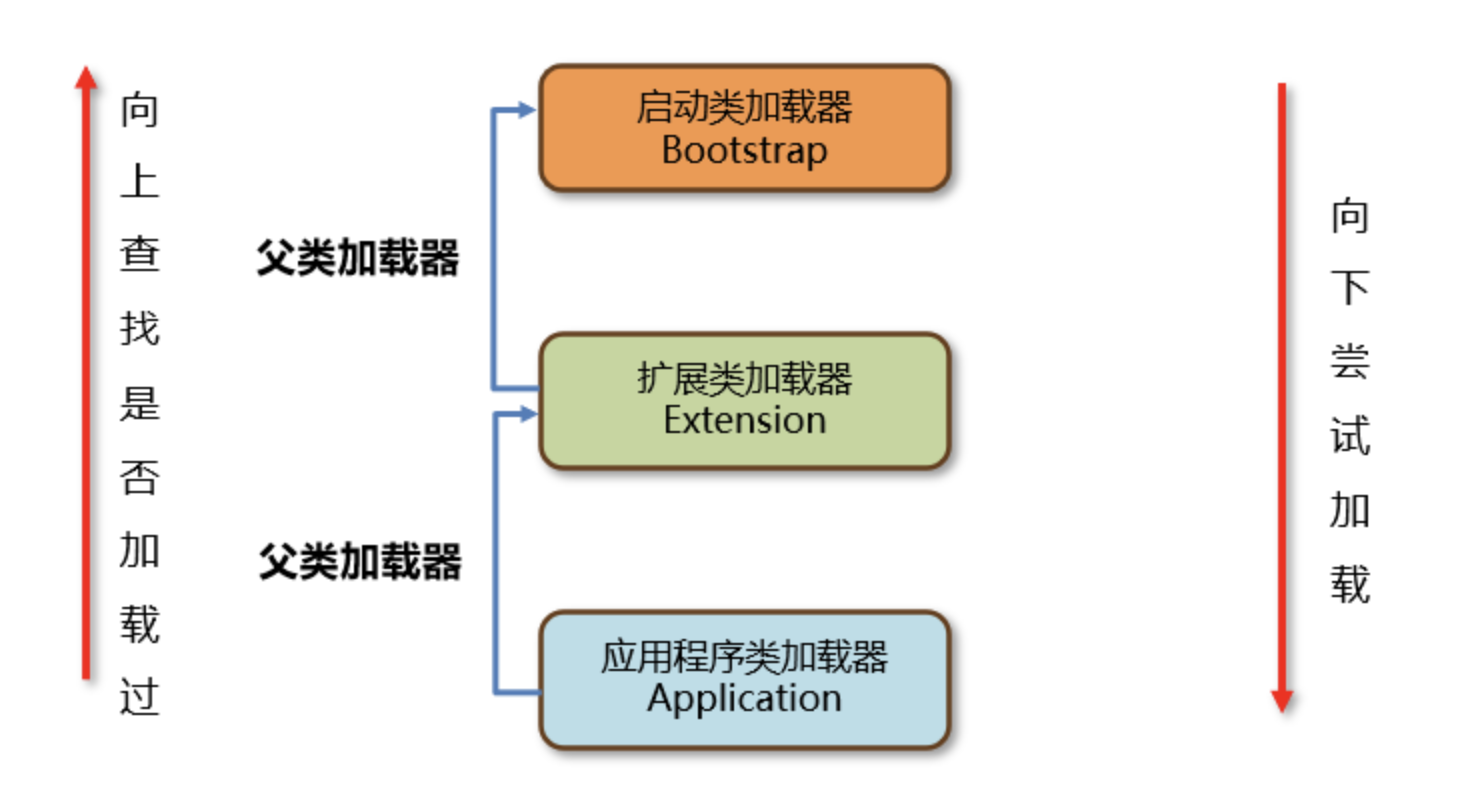 向上查找是否加载过
启动类加载器
Bootstrap
父类加载器
扩展类加载器
Extension
父类加载器
应用程序类加载器
Application
向下尝试加载